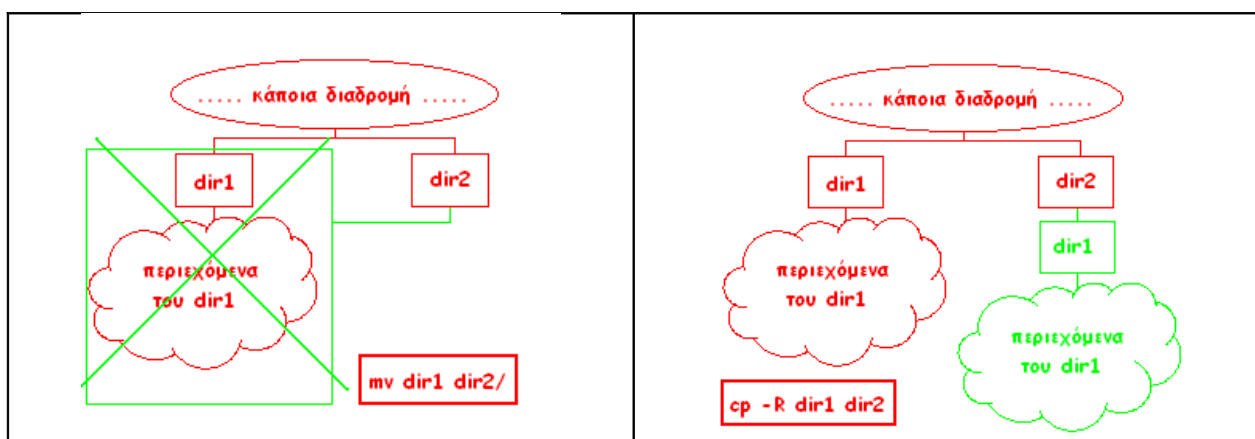 ..... κάποια διαδρομή .....
dir1
dir2
περιεχόμενα
του dir1
mv dir1 dir2/
..... κάποια διαδρομή .....
dir1
dir2
dir1
περιεχόμενα
του dir1
περιεχόμενα
του dir1
cp -R dir1 dir2